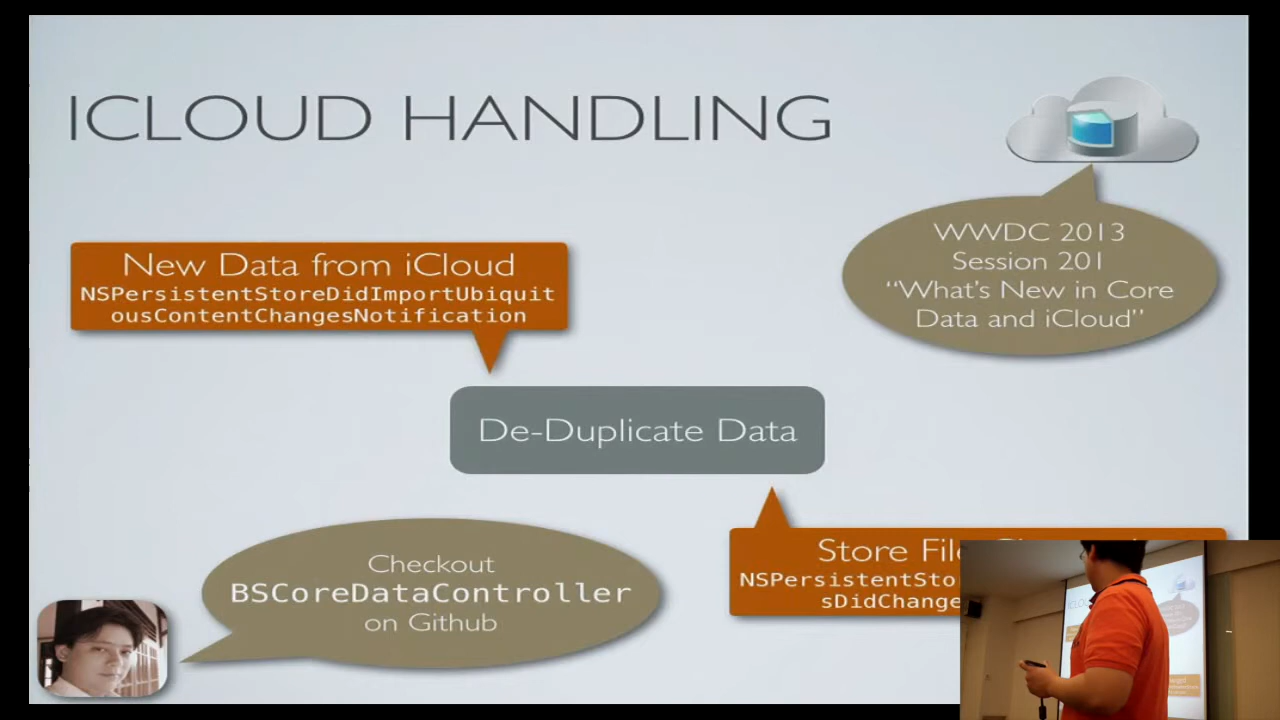 ICLOUD HANDLING
WWDC 2013
Session 201
“What’s New in Core
Data and iCloud”
New Data from iCloud
NSPersistentStoreDidImportUbiquit
ousContentChangesNotification
De-Duplicate Data
Store File
NSPersistentSto
sDidChange
Checkout
BSCoreDataController
on Github